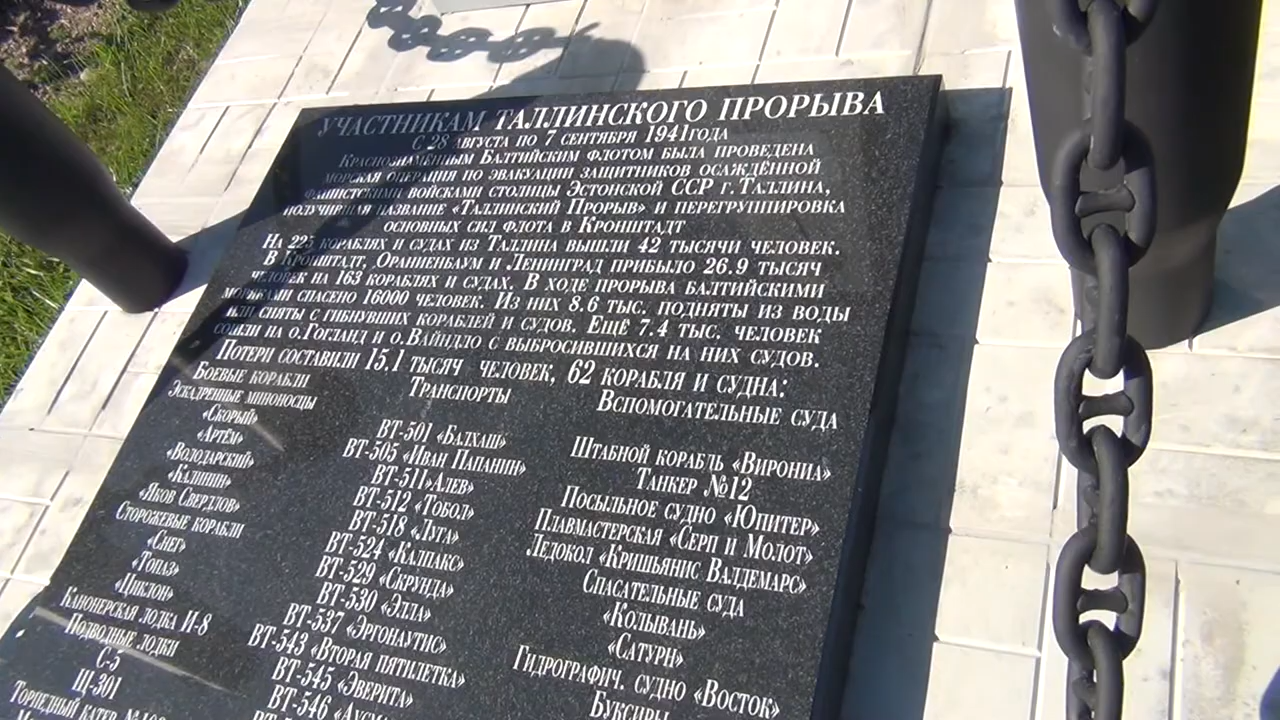 УЧАСТНИКАМ ТАЛЛИНСКОГО ПРОРЫВА
С 28 АВГУСТА ПО 7 СЕНТЯБРЯ 1941 ГОДА
КРАСНОЗНАМЁННЫМ БАЛТИЙСКИМ ФЛОТОМ БЫЛА ПРОВЕДЕНА
МОРСКАЯ ОПЕРАЦИЯ ПО ЭВАКУАЦИИ ЗАЩИТНИКОВ ОСАЖДЁННОЙ
ФАШИСТСКИМИ ВОЙСКАМИ СТОЛИЦЫ ЭСТОНСКОЙ ССР Г. ТАЛЛИНА,
ПОЛУЧИВШАЯ НАЗВАНИЕ «ТАЛЛИНСКИЙ ПРОРЫВ» И ПЕРЕГРУППИРОВКА
ОСНОВНЫХ СИЛ ФЛОТА В КРОНШТАДТ
НА 225 КОРАБЛЯХ И СУДАХ ИЗ ТАЛЛИНА ВЫШЛИ 42 ТЫСЯЧИ ЧЕЛОВЕК.
В КРОНШТАДТ, ОРАНИЕНБАУМ И ЛЕНИНГРАД ПРИБЫЛО 26.9 ТЫСЯЧ
ЧЕЛОВЕК НА 163 КОРАБЛЯХ И СУДАХ. В ХОДЕ ПРОРЫВА БАЛТИЙСКИМИ
МОРЯКАМИ СПАСЕНО 16000 ЧЕЛОВЕК. ИЗ НИХ 8.6 ТЫС. ПОДНЯТЫ ИЗ ВОДЫ
ИЛИ СНЯТЫ С ГИБНУВШИХ КОРАБЛЕЙ И СУДОВ. ЕЩЁ 7.4 ТЫС. ЧЕЛОВЕК
СОШЛИ НА О.ГОГЛАНД И О.ВАЙНДЛО С ВЫБРОСИВШИХСЯ НА НИХ СУДОВ.
ПОТЕРИ СОСТАВИЛИ 15.1 ТЫСЯЧ ЧЕЛОВЕК, 62 КОРАБЛЯ И СУДНА:
БОЕВЫЕ КОРАБЛИ
ЭСКАДРЕННЫЕ МИНОНОСЦЫ
«СКОРЫЙ»
«АРТЁМ»
«ВОЛОДАРСКИЙ»
«КАЛИНИН»
«ЯКОВ СВЕРДЛОВ»
СТОРОЖЕВЫЕ КОРАБЛИ
«СНЕГ»
«ТОПАЗ»
«ЦИКЛОН»
КАНОНЕРСКАЯ ЛОДКА И-8
ПОДВОДНЫЕ ЛОДКИ
С-5
Щ-301
ТОРПЕДНЫЙ КАТЕР
ТРАНСПОРТЫ
ВТ-501 «БАЛХАШ»
ВТ-505 «ИВАН ПАПАНИН»
ВТ-511»АЛЕВ»
ВТ-512 «ТОБОЛ»
ВТ-518 «ЛУГА»
ВТ-524 «КАЛПАКС»
ВТ-529 «СКРУНДА»
ВТ-530 «ЭЛЛА»
ВТ-537 «ЭРГОНАУТИС»
ВТ-543 «ВТОРАЯ ПЯТИЛЕТКА»
ВТ-545 «ЭВЕРИТА»
ВТ-546
ВСПОМОГАТЕЛЬНЫЕ СУДА
ШТАБНОЙ КОРАБЛЬ «ВИРОНИА»
ТАНКЕР №12
ПОСЫЛЬНОЕ СУДНО «ЮПИТЕР»
ПЛАВМАСТЕРСКАЯ «СЕРП И МОЛОТ»
ЛЕДОКОЛ «КРИШЬЯНИС ВАЛДЕМАРС»
СПАСАТЕЛЬНЫЕ СУДА
«КОЛЫВАНЬ»
«САТУРН»
ГИДРОГРАФИЧ. СУДНО «ВОСТОК»
БУКСИРЫ